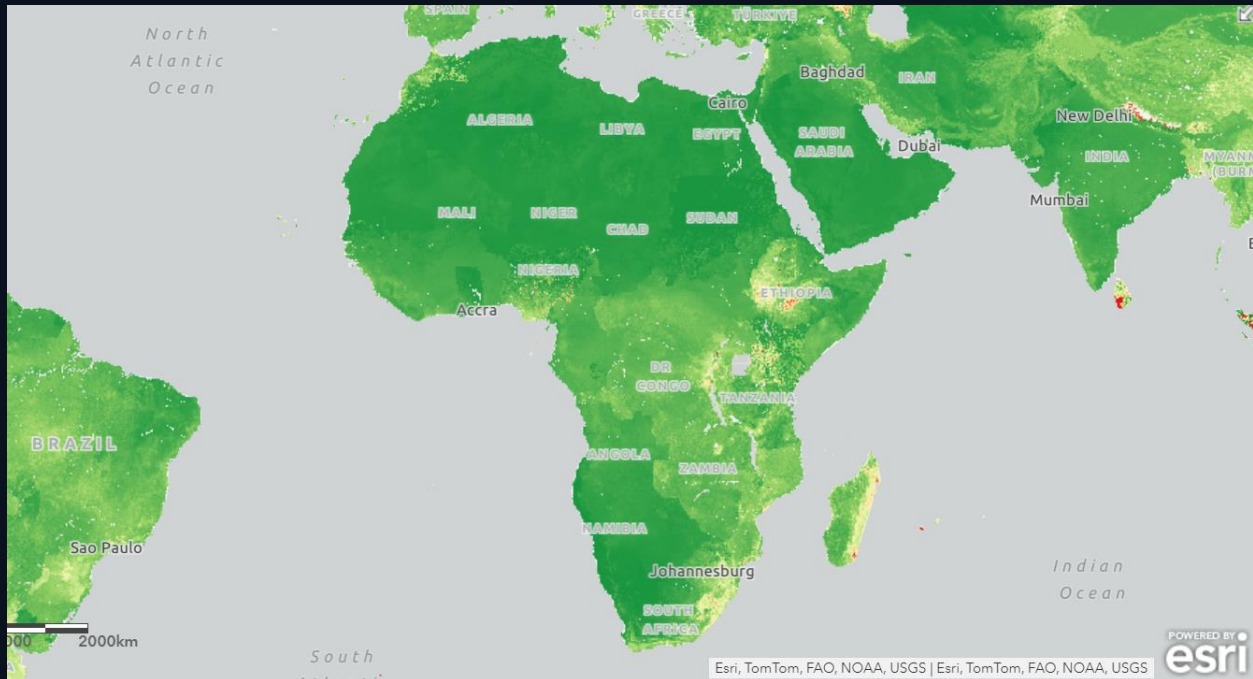 SPAIN
GREECE
TÜRKIYE
North
Atlantic
Ocean
Baghdad
IRAN
Cairo
ALGERIA
LIBYA
EGYPT
SAUDI
ARABIA
Dubai
New Delhi
INDIA
MYANM
(BURM
Mumbai
MALI
NIGER
CHAD
SUDAN
NIGERIA
ETHIOPIA
Accra
DR
CONGO
TANZANIA
BRAZIL
ANGOLA
ZAMBIA
NAMIBIA
Sao Paulo
Johannesburg
SOUTH
AFRICA
Indian
Ocean
2000km
South
POWERED BY
esri
Esri, TomTom, FAO, NOAA, USGS | Esri, TomTom, FAO, NOAA, USGS